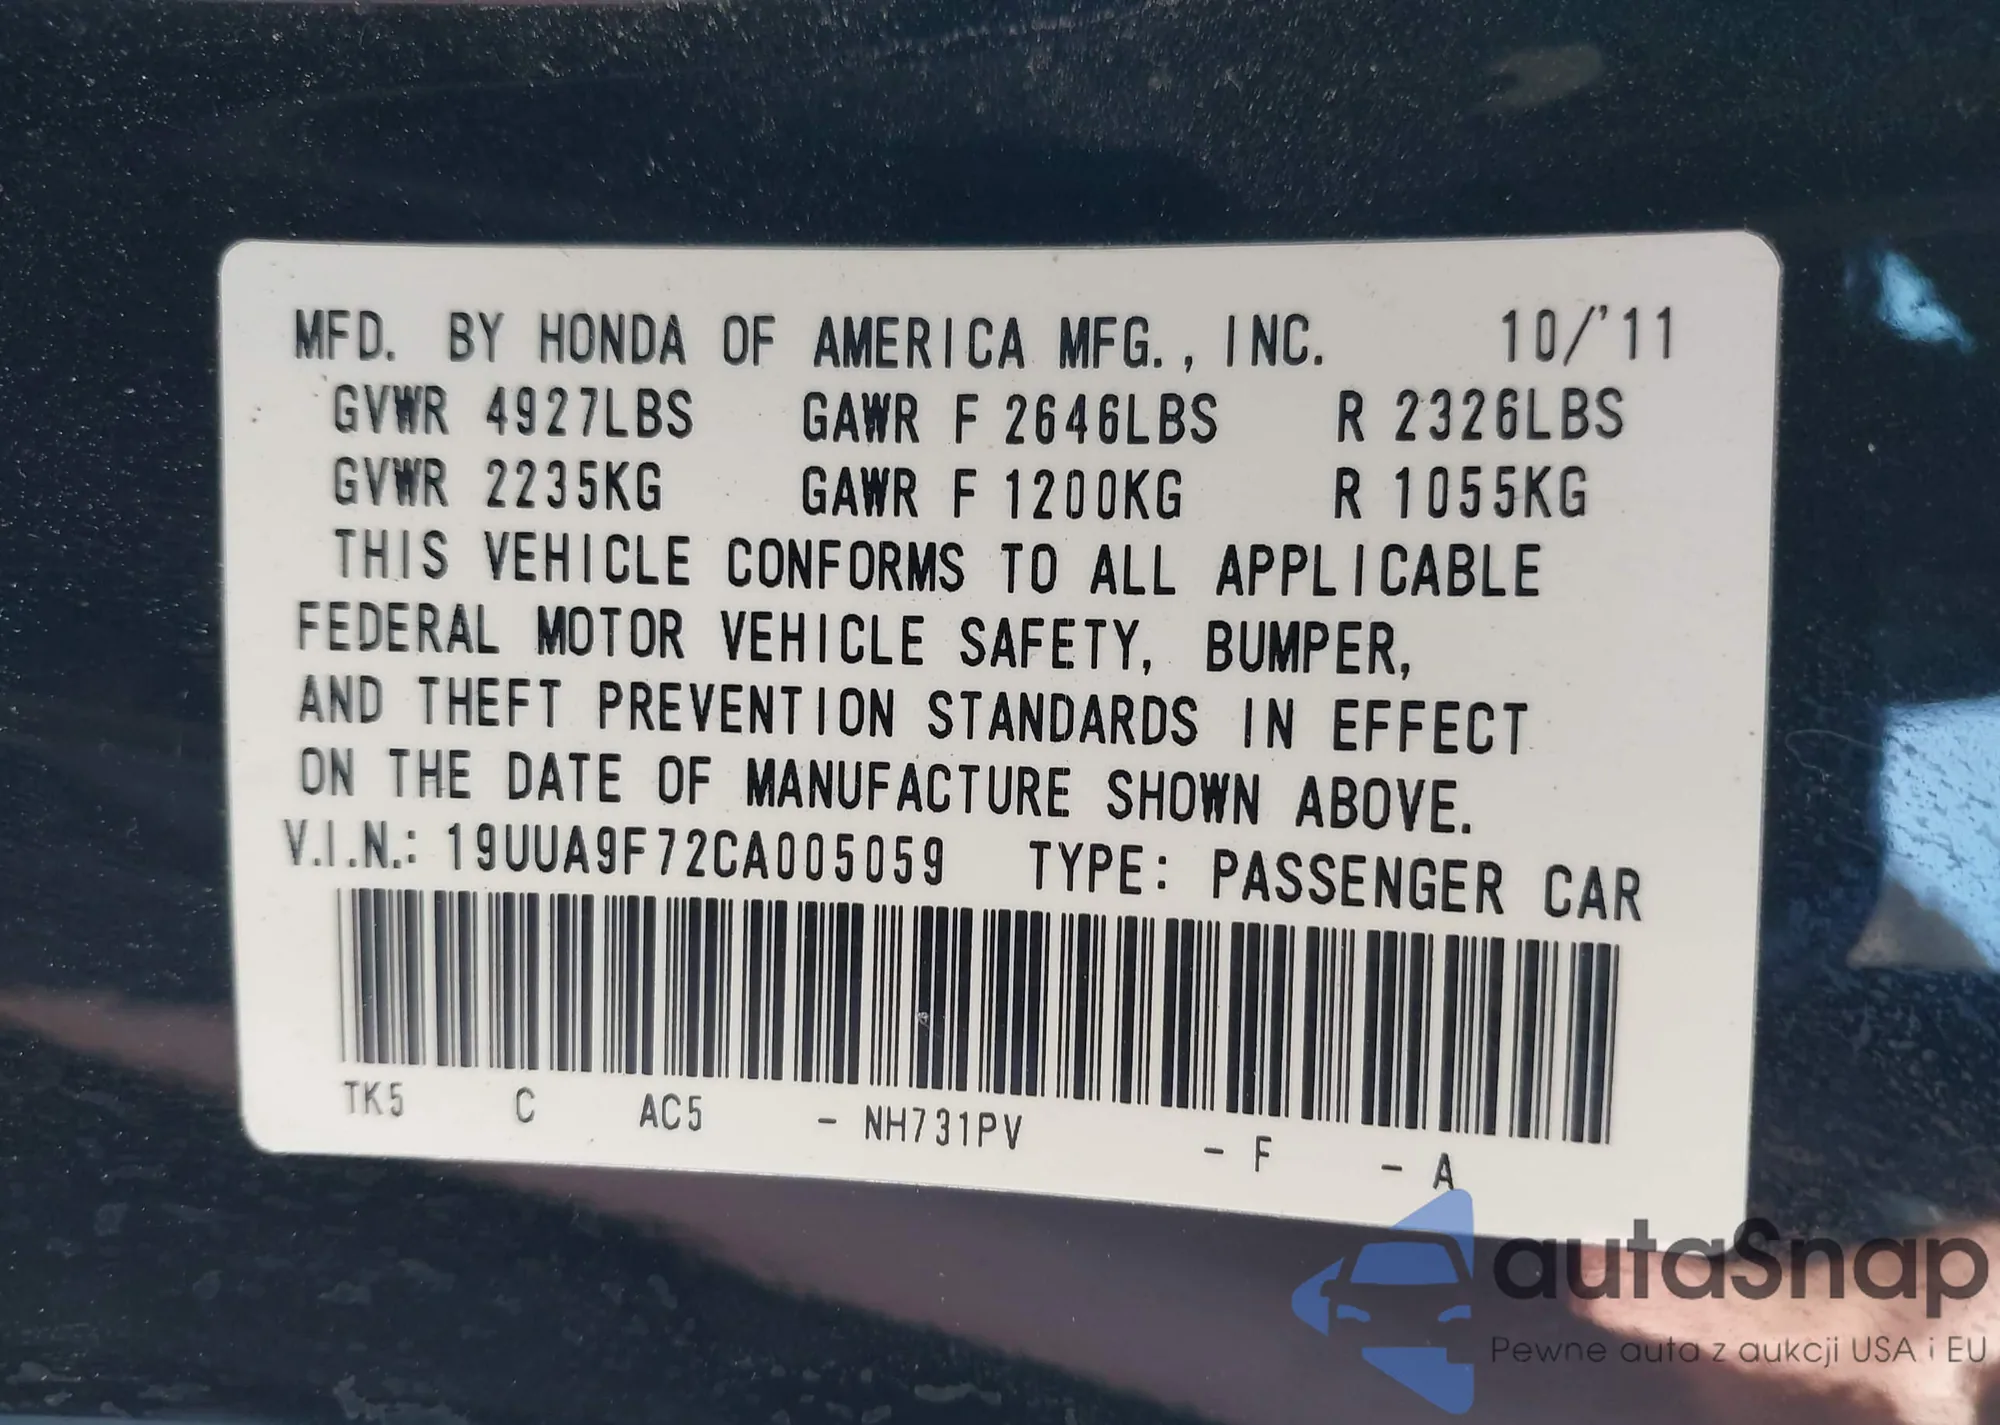 MFD. BY HONDA OF AMERICA MFG., INC. 10/'11
GVWR 4927LBS GAWR F 2646LBS R 2326LBS
GVWR 2235KG GAWR F 1200KG R 1055KG
THIS VEHICLE CONFORMS TO ALL APPLICABLE
FEDERAL MOTOR VEHICLE SAFETY, BUMPER,
AND THEFT PREVENTION STANDARDS IN EFFECT
ON THE DATE OF MANUFACTURE SHOWN ABOVE.
V.I.N.: 19UUA9F72CA005059 TYPE: PASSENGER CAR
TK5 C AC5 - NH731PV - F - A
autaSnap
Pewne auta z aukcji USA i EU